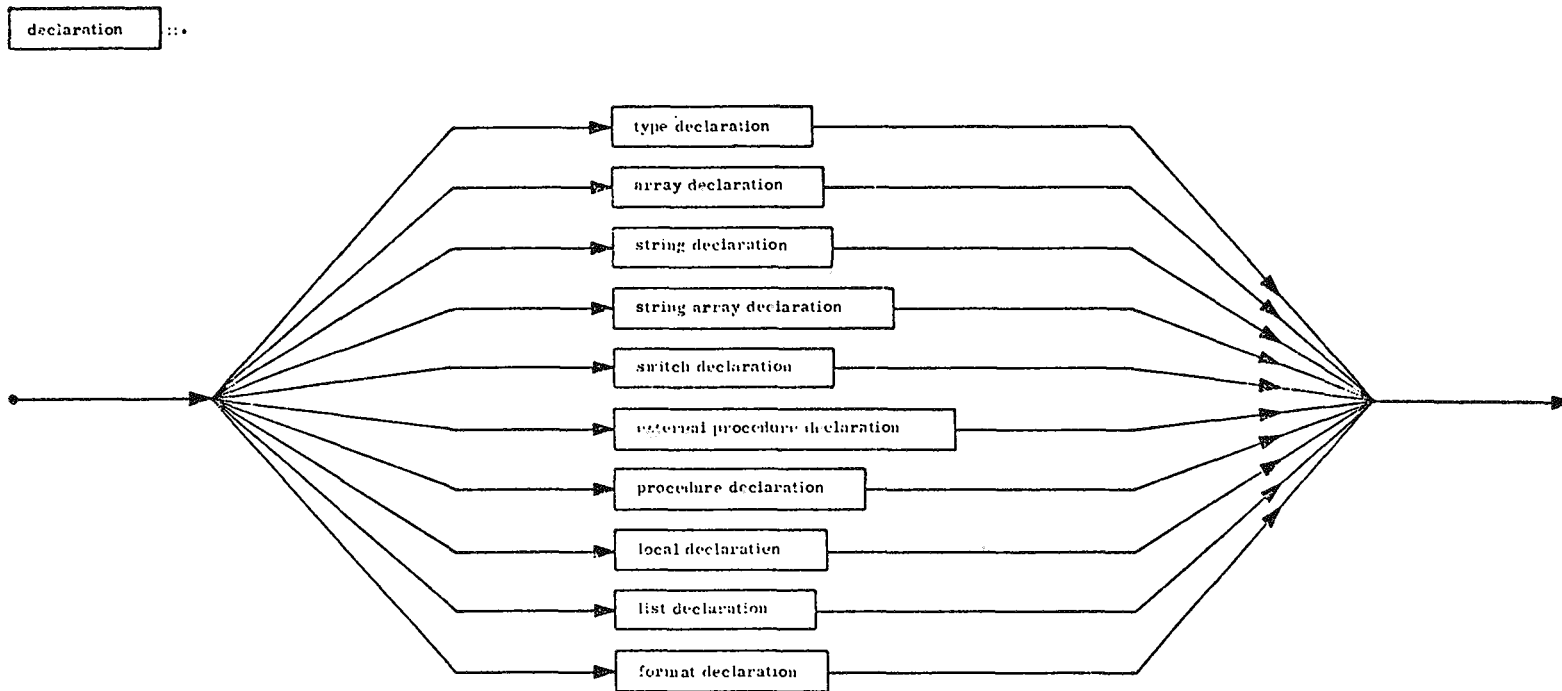 declaration ::=
type declaration
array declaration
string declaration
string array declaration
switch declaration
external procedure declaration
procedure declaration
local declaration
list declaration
format declaration